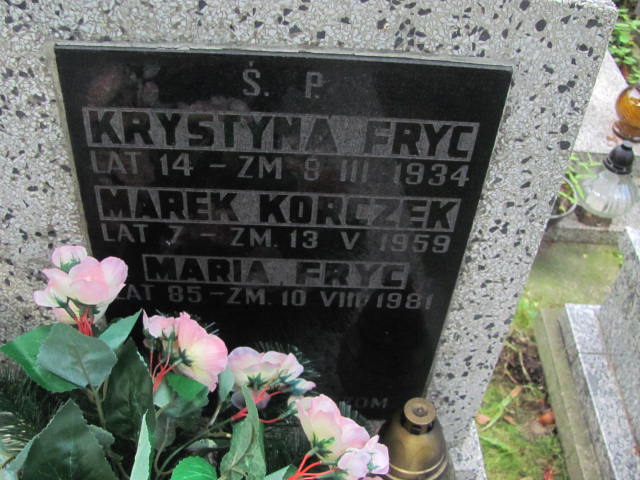 Ś. P.
KRYSTYNA FRYC
LAT 14 - ZM 8 III 1934
MAREK KORCZEK
LAT 7 - ZM. 13 V 1959
MARIA FRYC
LAT 85 - ZM. 10 VIII 1981